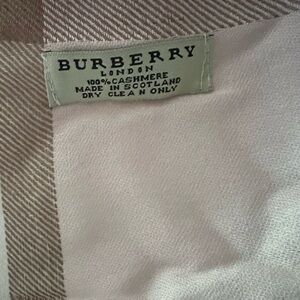 BURBERRY
LONDON
100% CASHMERE
MADE IN SCOTLAND
DRY CLEAN ONLY